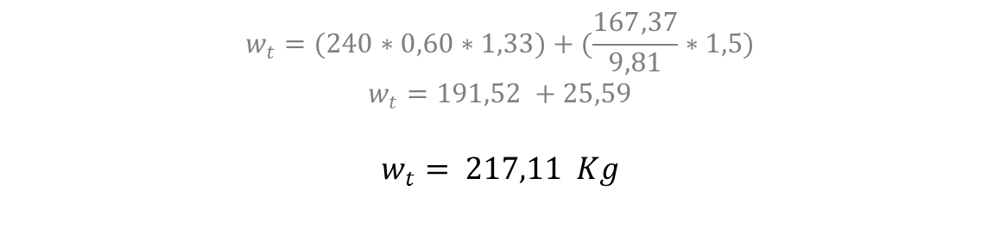 w_t = (240 * 0,60 * 1,33) + (167,37/9,81 * 1,5)
w_t = 191,52 + 25,59
w_t = 217,11 Kg